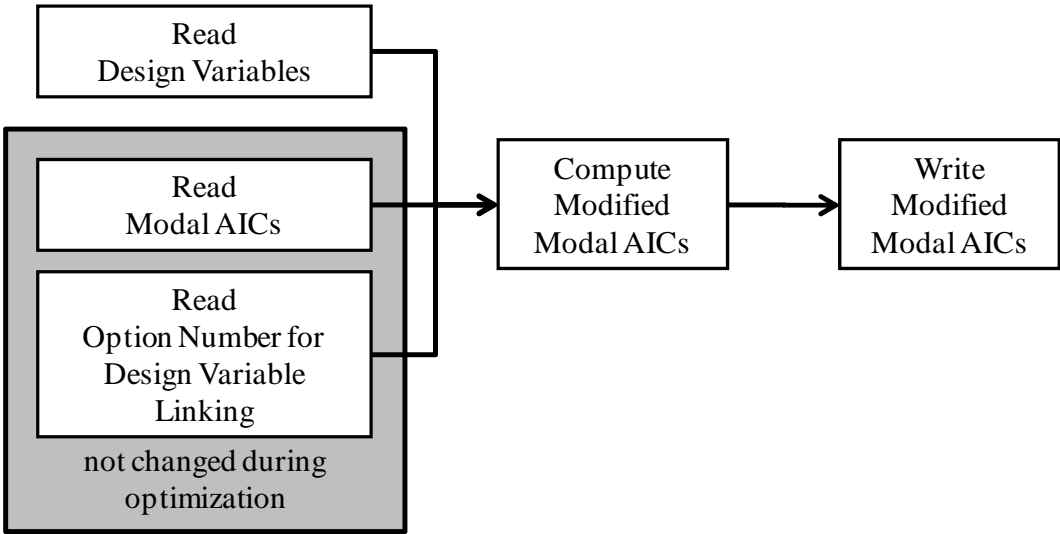 Read
Design Variables
Read
Modal AICs
Read
Option Number for
Design Variable
Linking
not changed during
optimization
Compute
Modified
Modal AICs
Write
Modified
Modal AICs